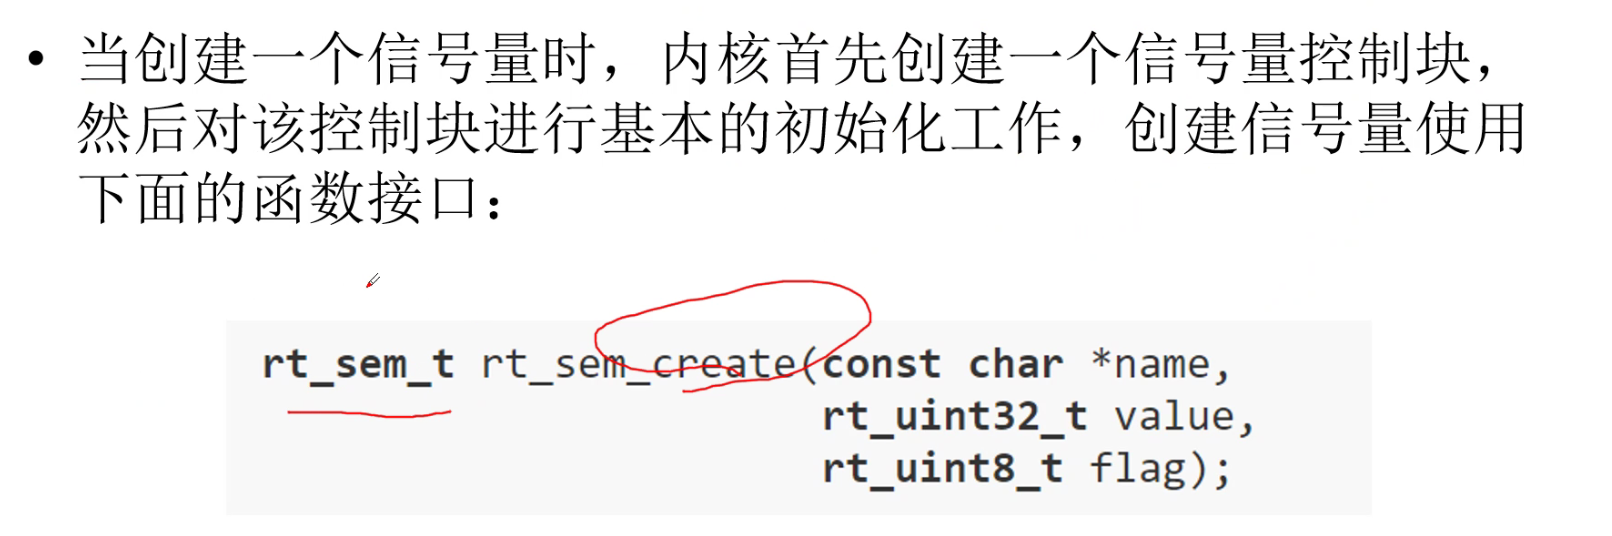 • 当创建一个信号量时，内核首先创建一个信号量控制块，
然后对该控制块进行基本的初始化工作，创建信号量使用
下面的函数接口：
rt_sem_t rt_sem_create(const char *name,
rt_uint32_t value,
rt_uint8_t flag);